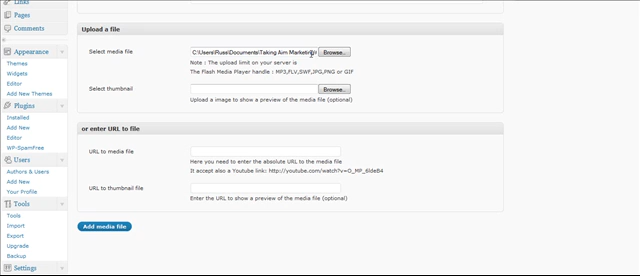 Links
Pages
Comments
Appearance
Themes
Widgets
Editor
Add New Themes
Plugins
Installed
Add New
Editor
WP-SpamFree
Users
Authors & Users
Add New
Your Profile
Tools
Tools
Import
Export
Upgrade
Backup
Settings
Upload a file
Select media file
C:\Users\Russ\Documents\Taking Aim Marketing\
Browse..
Note : The upload limit on your server is
The Flash Media Player handle : MP3,FLV,SWF,JPG,PNG or GIF
Select thumbnail
Browse..
Upload a image to show a preview of the media file (optional)
or enter URL to file
URL to media file
Here you need to enter the absolute URL to the media file
It accept also a Youtube link: http://youtube.com/watch?v=O_MP_6ldeB4
URL to thumbnail file
Enter the URL to show a preview of the media file (optional)
Add media file